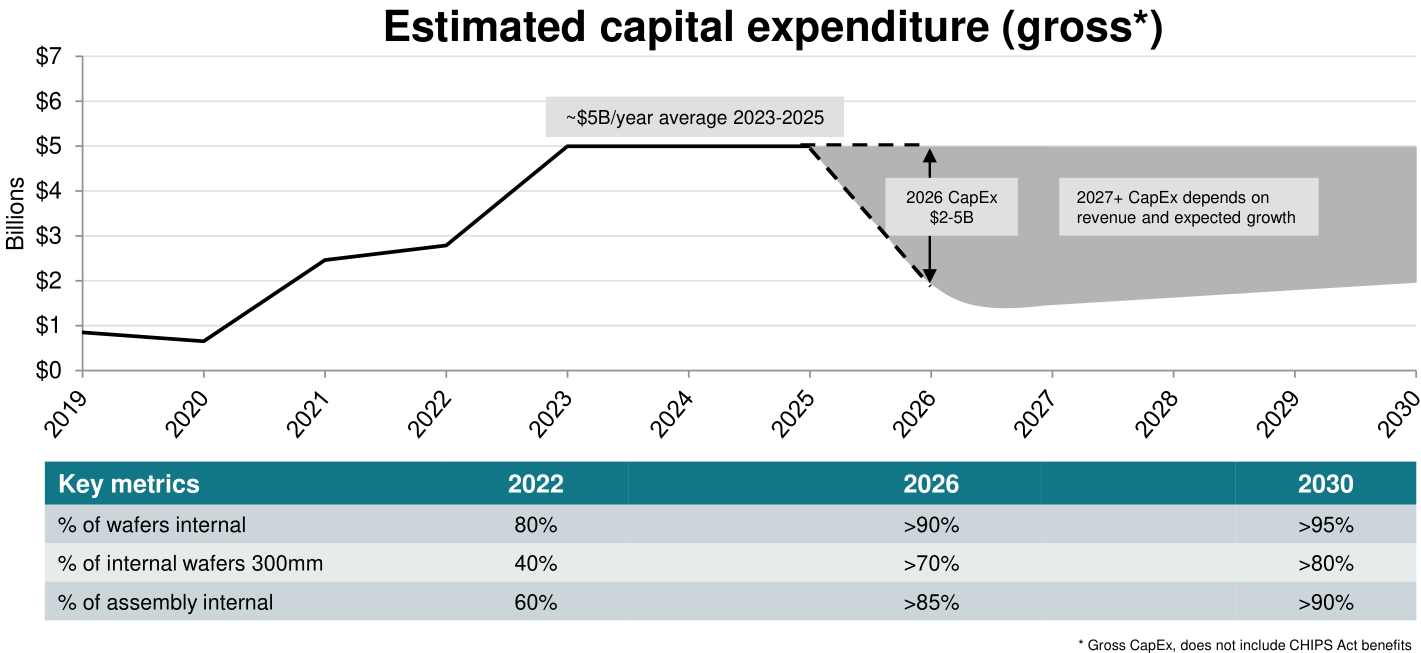 Estimated capital expenditure (gross*)
$7
$6
$5
$4
$3
$2
$1
$0
Billions
~$5B/year average 2023-2025
2026 CapEx
$2-5B
2027+ CapEx depends on
revenue and expected growth
2019 2020 2021 2022 2023 2024 2025 2026 2027 2028 2029 2030
Key metrics 2022 2026 2030
% of wafers internal 80% >90% >95%
% of internal wafers 300mm 40% >70% >80%
% of assembly internal 60% >85% >90%
* Gross CapEx, does not include CHIPS Act benefits